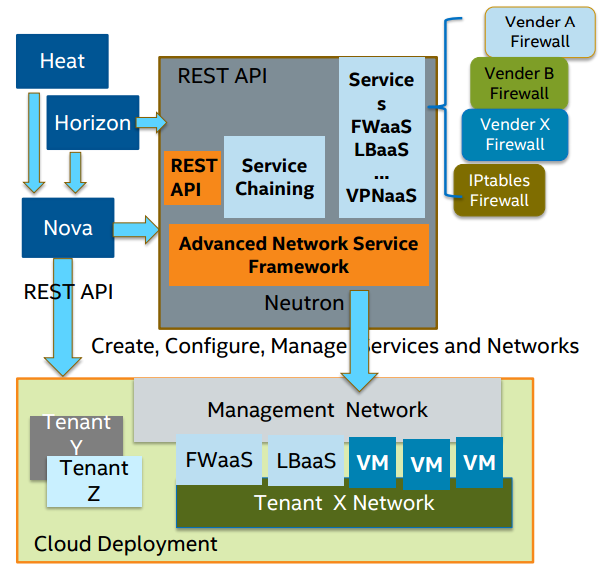 Heat
Horizon
Nova
REST API
REST API
Service
s
FWaaS
LBaaS
...
VPNaaS
REST
API
Service
Chaining
Advanced Network Service
Framework
Neutron
Vender A
Firewall
Vender B
Firewall
Vender X
Firewall
IPtables
Firewall
Create, Configure, Manage Services and Networks
Management Network
Tenant
Y
Tenant
Z
FWaaS
LBaaS
VM
VM
VM
Tenant X Network
Cloud Deployment